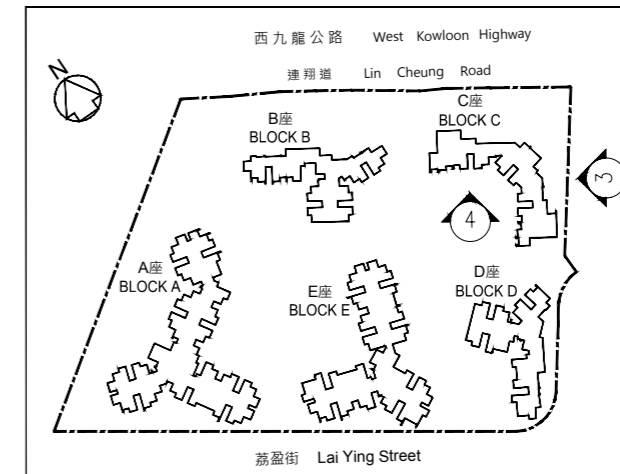 西九龍公路 West Kowloon Highway
連翔道 Lin Cheung Road
N
B座
BLOCK B
C座
BLOCK C
3
4
A座
BLOCK A
E座
BLOCK E
D座
BLOCK D
荔盈街 Lai Ying Street